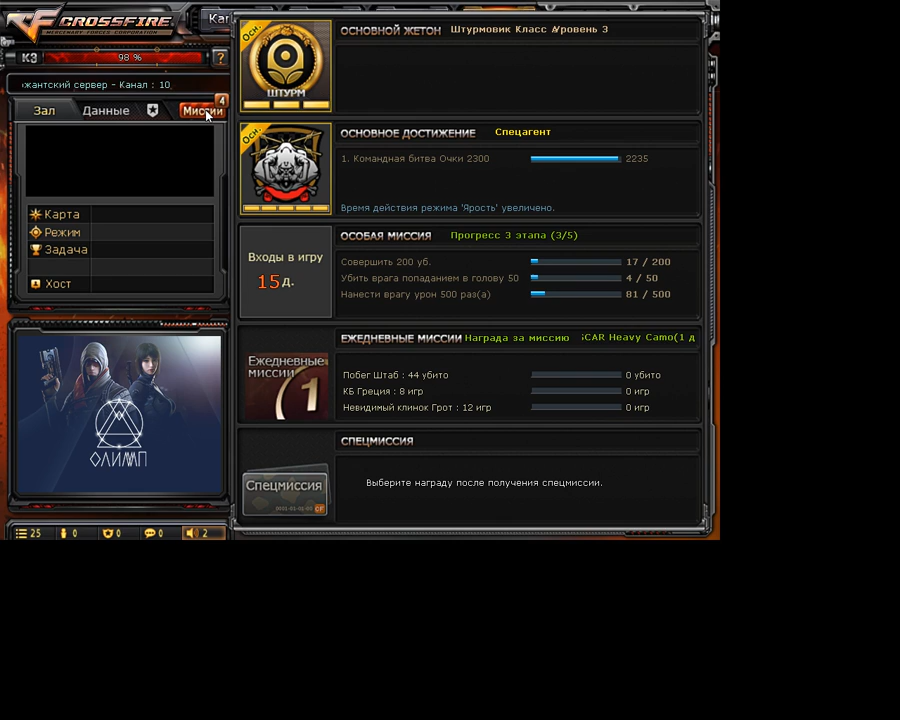 CROSSFIRE
MERCENARY FORCES CORPORATION
КЗ
98 %
?
жантский сервер - Канал : 10
Зал
Данные
Миссии
4
Карта
Режим
Задача
Хост
ОЛИМП
25
0
0
0
2
Осн.
ШТУРМ
ОСНОВНОЙ ЖЕТОН Штурмовик Класс /Уровень 3
Осн.
ОСНОВНОЕ ДОСТИЖЕНИЕ Спецагент
1. Командная битва Очки 2300 2235
Время действия режима 'Ярость' увеличено.
Входы в игру
15 Д.
ОСОБАЯ МИССИЯ Прогресс 3 этапа (3/5)
Совершить 200 уб. 17 / 200
Убить врага попаданием в голову 50 4 / 50
Нанести врагу урон 500 раз(а) 81 / 500
Ежедневные
миссии
1
ЕЖЕДНЕВНЫЕ МИССИИ Награда за миссию SCAR Heavy Camo(1 д
Побег Штаб : 44 убито 0 убито
КБ Греция : 8 игр 0 игр
Невидимый клинок Грот : 12 игр 0 игр
Спецмиссия
CF
СПЕЦМИССИЯ
Выберите награду после получения спецмиссии.